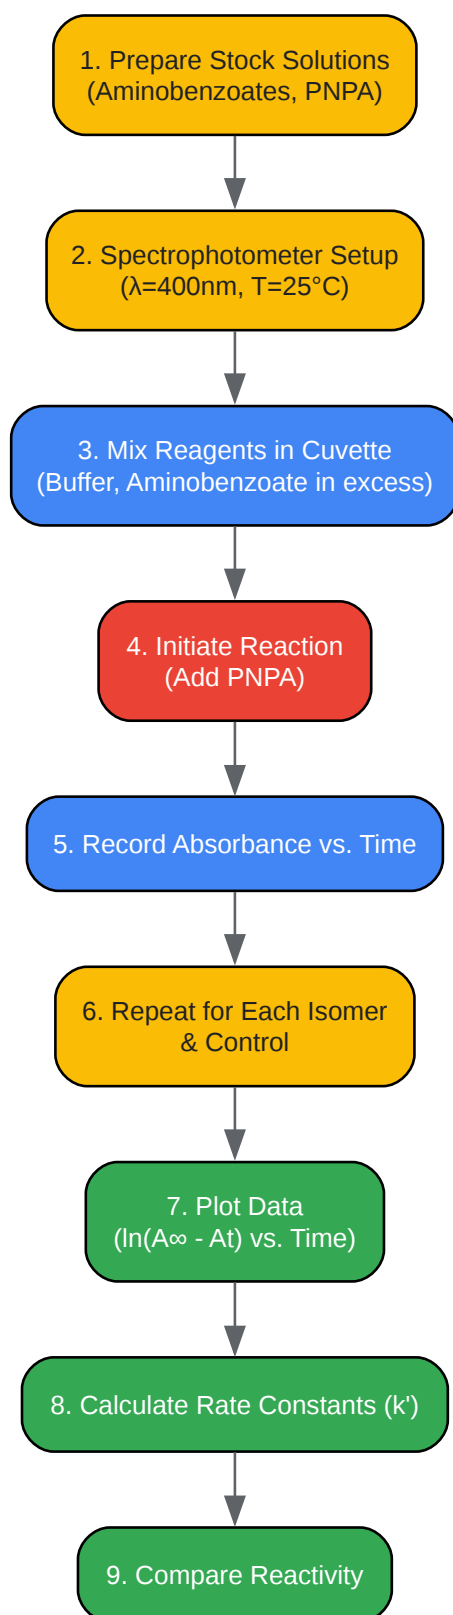 1. Prepare Stock Solutions
(Aminobenzoates, PNPA)
2. Spectrophotometer Setup
(λ=400nm, T=25°C)
3. Mix Reagents in Cuvette
(Buffer, Aminobenzoate in excess)
4. Initiate Reaction
(Add PNPA)
5. Record Absorbance vs. Time
6. Repeat for Each Isomer
& Control
7. Plot Data
(ln(A∞ - At) vs. Time)
8. Calculate Rate Constants (k')
9. Compare Reactivity